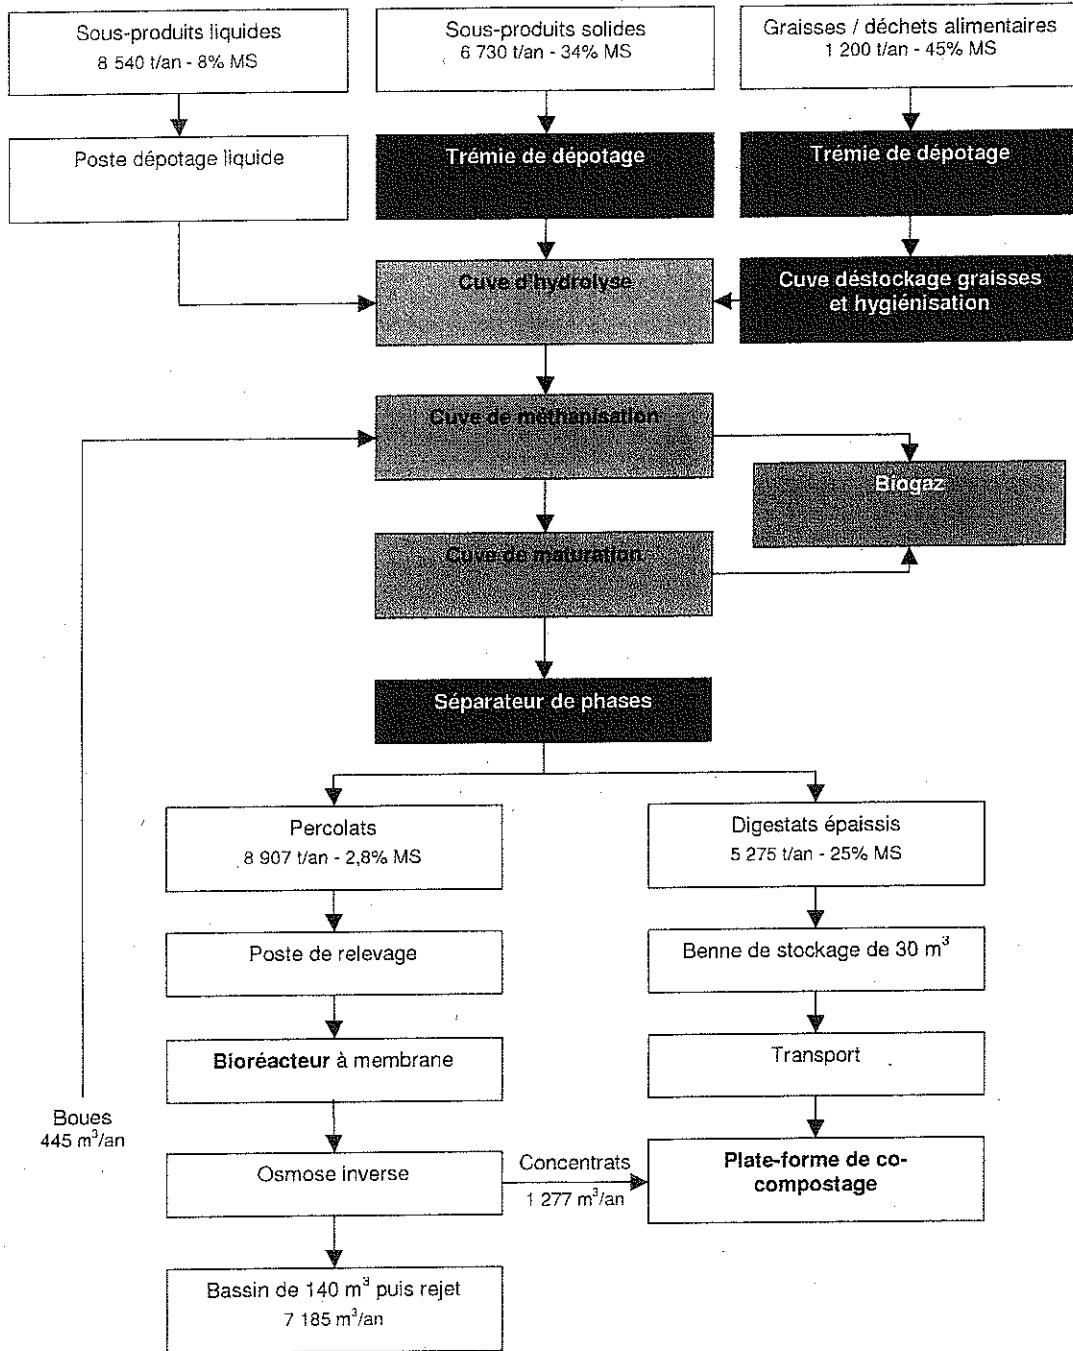 Sous-produits liquides
8 540 t/an - 8% MS
Sous-produits solides
6 730 t/an - 34% MS
Graisses / déchets alimentaires
1 200 t/an - 45% MS
Poste dépotage liquide
Trémie de dépotage
Trémie de dépotage
Cuve d'hydrolyse
Cuve déstockage graisses
et hygiénisation
Cuve de méthanisation
Biogaz
Cuve de maturation
Séparateur de phases
Percolats
8 907 t/an - 2,8% MS
Digestats épaissis
5 275 t/an - 25% MS
Poste de relevage
Benne de stockage de 30 m³
Bioréacteur à membrane
Transport
Boues
445 m³/an
Osmose inverse
Concentrats
1 277 m³/an
Plate-forme de co-
compostage
Bassin de 140 m³ puis rejet
7 185 m³/an